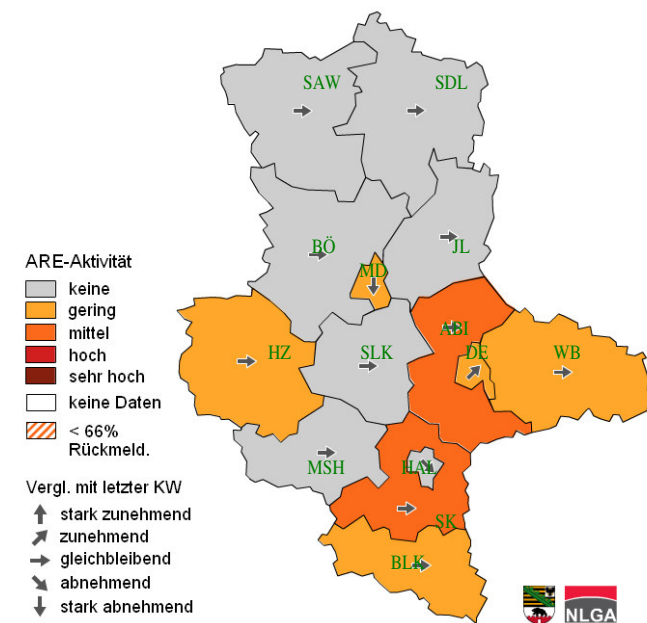 SAW
SDL
BÖ
JL
MD
ABI
HZ
SLK
DE
WB
MSH
HAL
SK
BLK
ARE-Aktivität
keine
gering
mittel
hoch
sehr hoch
keine Daten
< 66%
Rückmeld.
Vergl. mit letzter KW
stark zunehmend
zunehmend
gleichbleibend
abnehmend
stark abnehmend
NLGA